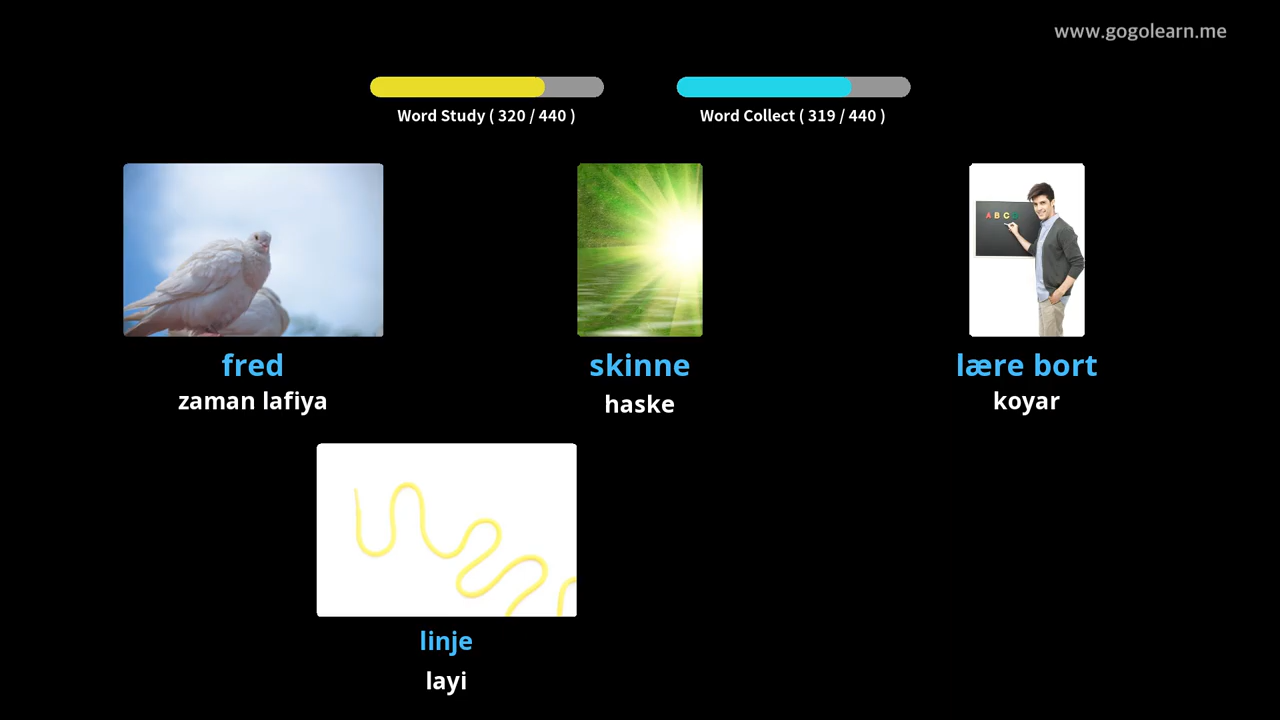 www.gogolearn.me
Word Study ( 320 / 440 )
Word Collect ( 319 / 440 )
A B C D
fred
skinne
lære bort
zaman lafiya
haske
koyar
linje
layi